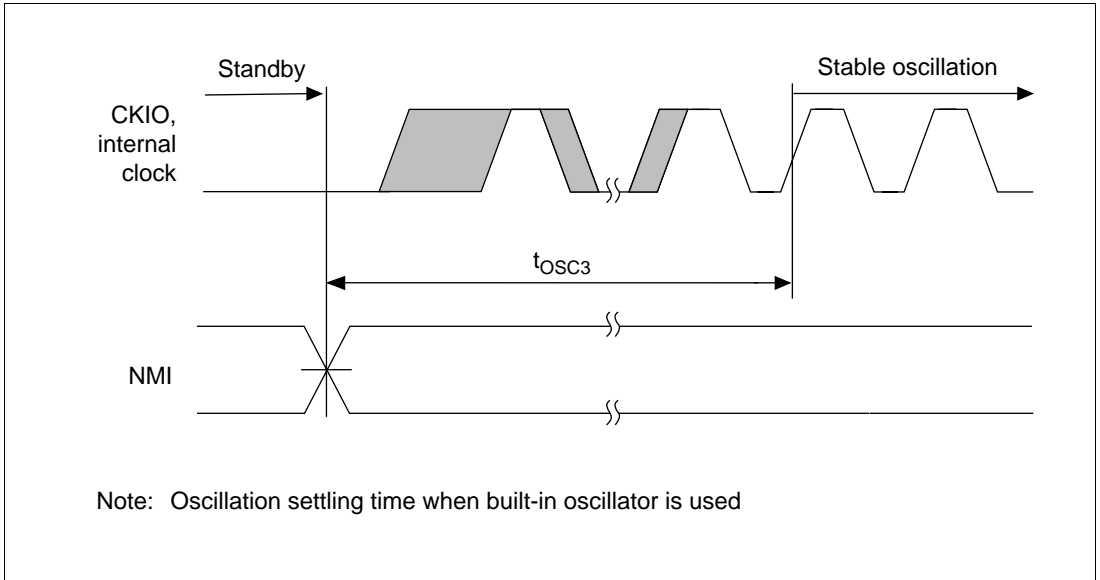 Standby
Stable oscillation
CKIO,
internal
clock
tOSC3
NMI
Note: Oscillation settling time when built-in oscillator is used